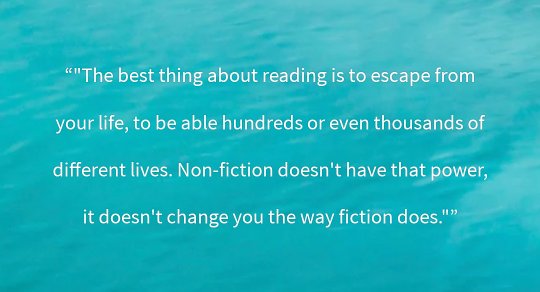 “"The best thing about reading is to escape from
your life, to be able hundreds or even thousands of
different lives. Non-fiction doesn't have that power,
it doesn't change you the way fiction does."”